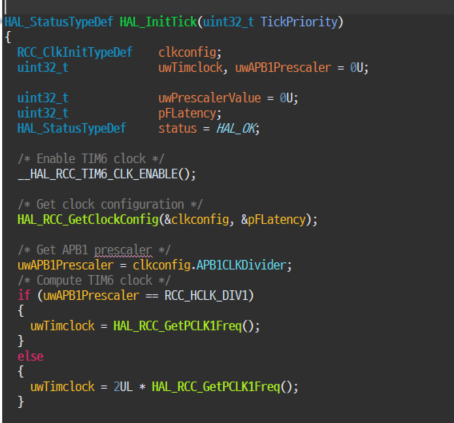 HAL_StatusTypeDef HAL_InitTick(uint32_t TickPriority)
{
  RCC_ClkInitTypeDef    clkconfig;
  uint32_t              uwTimclock, uwAPB1Prescaler = 0U;

  uint32_t              uwPrescalerValue = 0U;
  uint32_t              pFLatency;
  HAL_StatusTypeDef     status = HAL_OK;

  /* Enable TIM6 clock */
  __HAL_RCC_TIM6_CLK_ENABLE();

  /* Get clock configuration */
  HAL_RCC_GetClockConfig(&clkconfig, &pFLatency);

  /* Get APB1 prescaler */
  uwAPB1Prescaler = clkconfig.APB1CLKDivider;
  /* Compute TIM6 clock */
  if (uwAPB1Prescaler == RCC_HCLK_DIV1)
  {
    uwTimclock = HAL_RCC_GetPCLK1Freq();
  }
  else
  {
    uwTimclock = 2UL * HAL_RCC_GetPCLK1Freq();
  }